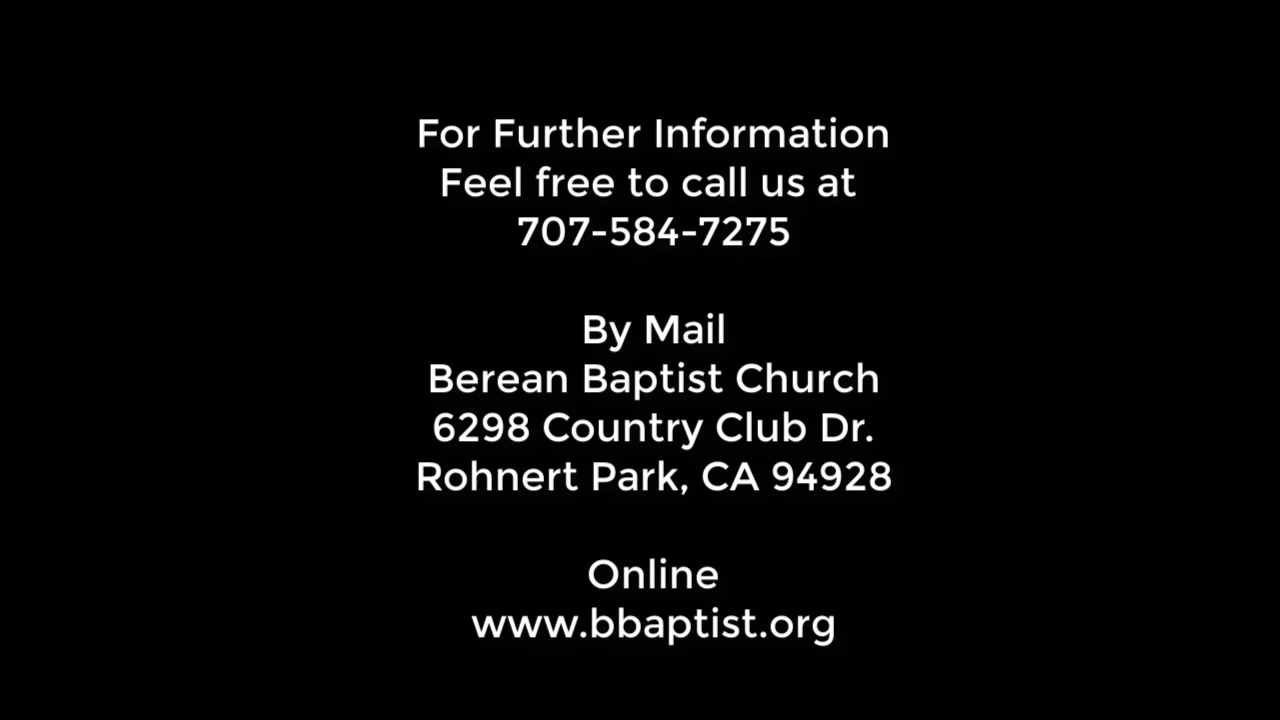 For Further Information
Feel free to call us at
707-584-7275
By Mail
Berean Baptist Church
6298 Country Club Dr.
Rohnert Park, CA 94928
Online
www.bbaptist.org